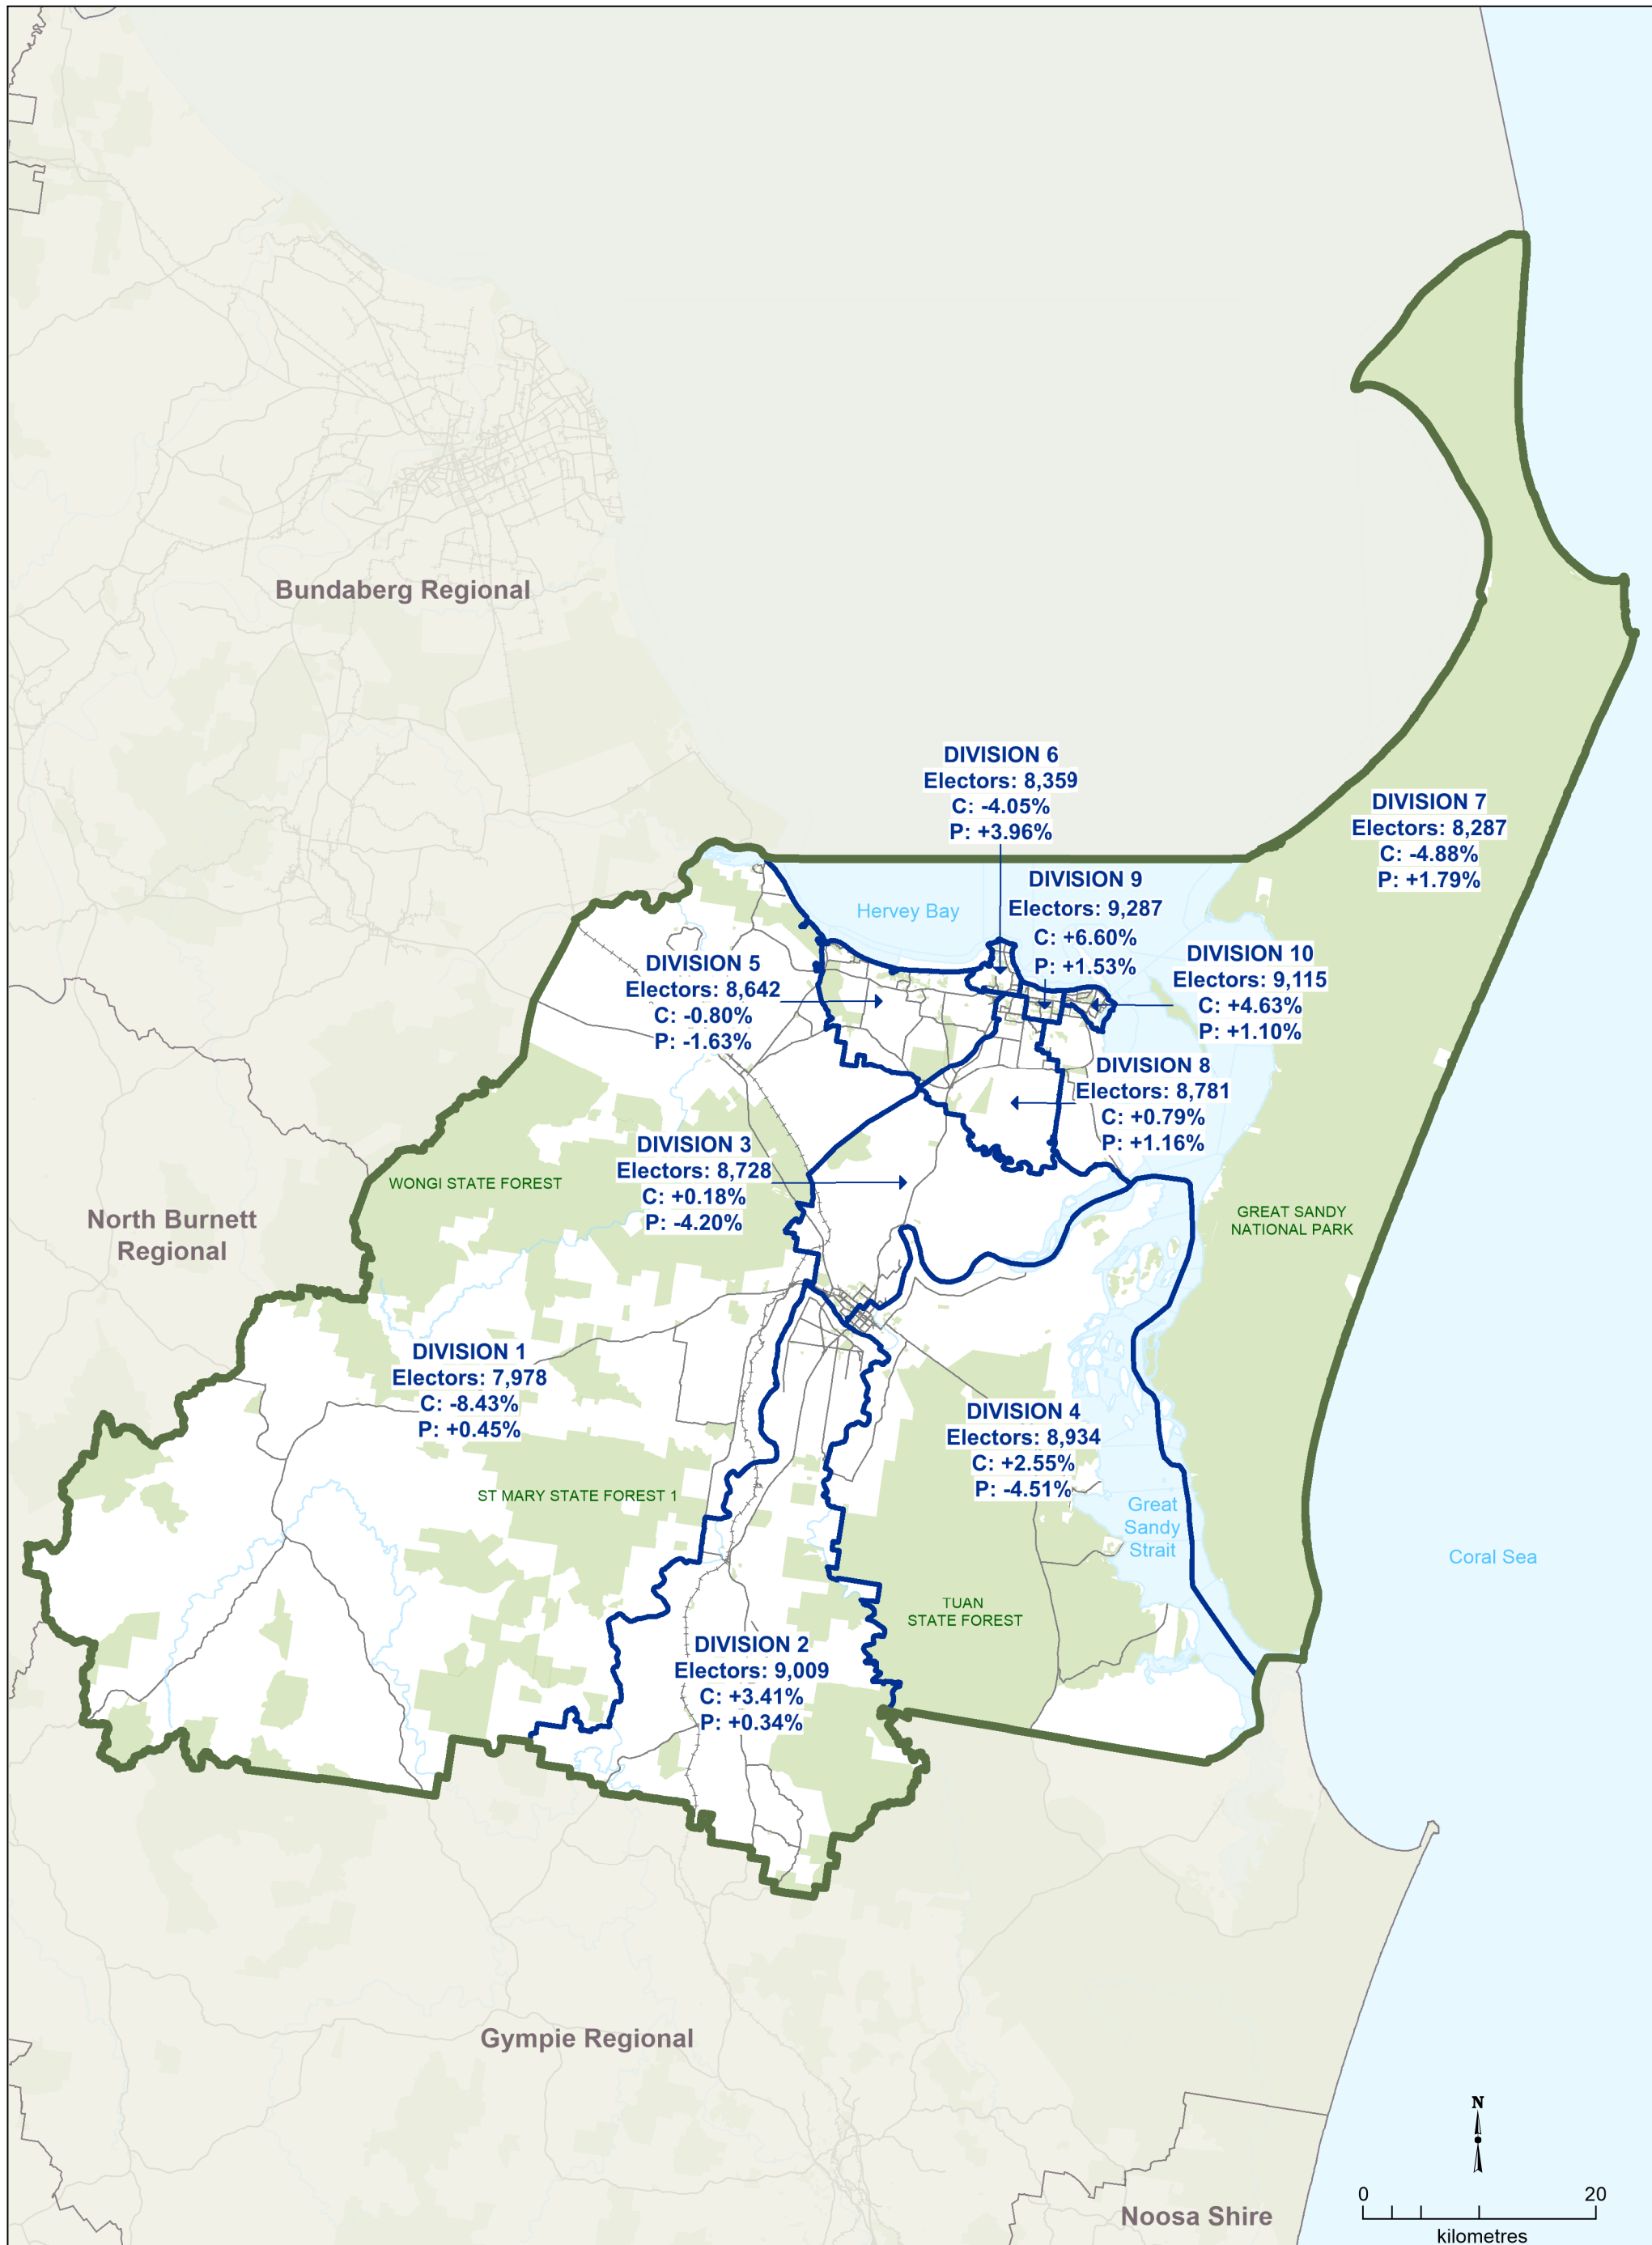 Bundaberg Regional
DIVISION 6
Electors: 8,359
C: -4.05%
P: +3.96%
DIVISION 7
Electors: 8,287
C: -4.88%
P: +1.79%
DIVISION 9
Electors: 9,287
C: +6.60%
P: +1.53%
Hervey Bay
DIVISION 10
Electors: 9,115
C: +4.63%
P: +1.10%
DIVISION 5
Electors: 8,642
C: -0.80%
P: -1.63%
DIVISION 8
Electors: 8,781
C: +0.79%
P: +1.16%
DIVISION 3
Electors: 8,728
C: +0.18%
P: -4.20%
WONGI STATE FOREST
North Burnett
Regional
GREAT SANDY
NATIONAL PARK
DIVISION 1
Electors: 7,978
C: -8.43%
P: +0.45%
DIVISION 4
Electors: 8,934
C: +2.55%
P: -4.51%
ST MARY STATE FOREST 1
Great
Sandy
Strait
Coral Sea
TUAN
STATE FOREST
DIVISION 2
Electors: 9,009
C: +3.41%
P: +0.34%
Gympie Regional
Noosa Shire
N
0 20
kilometres